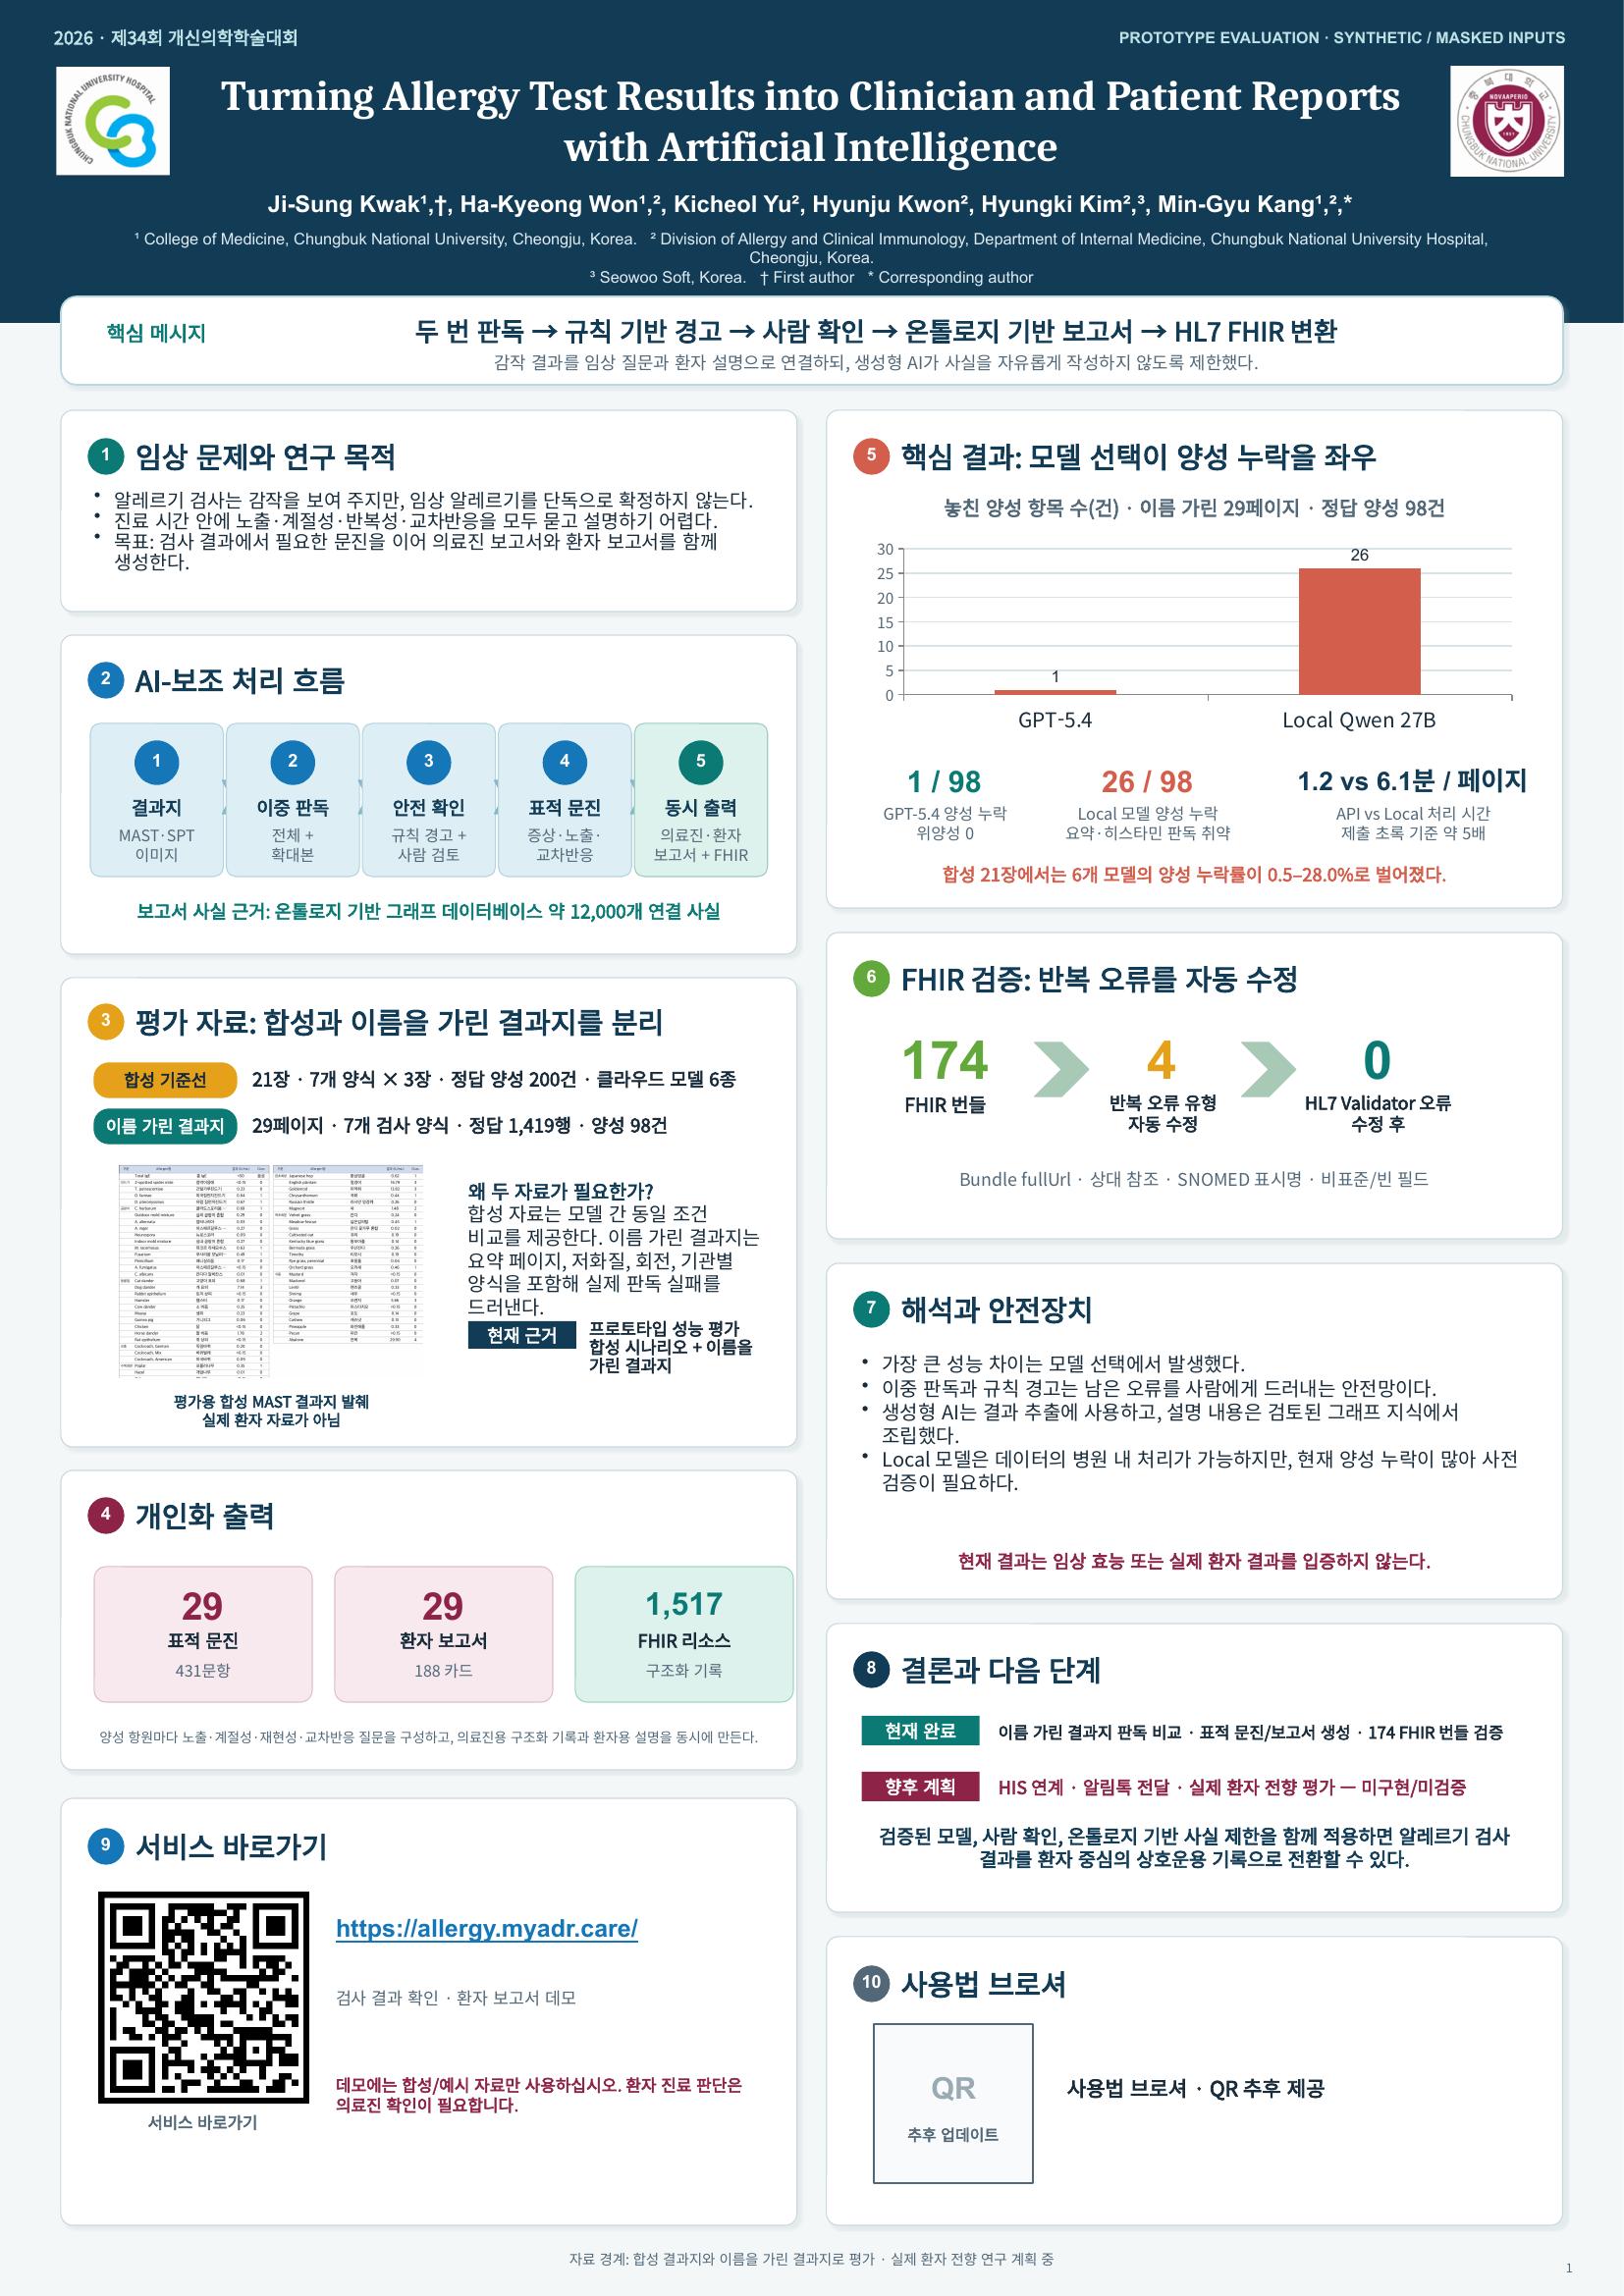 2026 · 제34회 개신의학학술대회
PROTOTYPE EVALUATION · SYNTHETIC / MASKED INPUTS
CHUNGBUK NATIONAL UNIVERSITY HOSPITAL
Turning Allergy Test Results into Clinician and Patient Reports
with Artificial Intelligence
충 북 대 학 교
NOVA APERIO
1951
CHUNGBUK NATIONAL UNIVERSITY
Ji-Sung Kwak¹,†, Ha-Kyeong Won¹,², Kicheol Yu², Hyunju Kwon², Hyungki Kim²,³, Min-Gyu Kang¹,²,*
¹ College of Medicine, Chungbuk National University, Cheongju, Korea. ² Division of Allergy and Clinical Immunology, Department of Internal Medicine, Chungbuk National University Hospital,
Cheongju, Korea.
³ Seowoo Soft, Korea. † First author * Corresponding author
핵심 메시지
두 번 판독 → 규칙 기반 경고 → 사람 확인 → 온톨로지 기반 보고서 → HL7 FHIR 변환
감작 결과를 임상 질문과 환자 설명으로 연결하되, 생성형 AI가 사실을 자유롭게 작성하지 않도록 제한했다.
1 임상 문제와 연구 목적
• 알레르기 검사는 감작을 보여 주지만, 임상 알레르기를 단독으로 확정하지 않는다.
• 진료 시간 안에 노출·계절성·반복성·교차반응을 모두 묻고 설명하기 어렵다.
• 목표: 검사 결과에서 필요한 문진을 이어 의료진 보고서와 환자 보고서를 함께
생성한다.
2 AI-보조 처리 흐름
1
결과지
MAST·SPT
이미지
2
이중 판독
전체 +
확대본
3
안전 확인
규칙 경고 +
사람 검토
4
표적 문진
증상·노출·
교차반응
5
동시 출력
의료진·환자
보고서 + FHIR
보고서 사실 근거: 온톨로지 기반 그래프 데이터베이스 약 12,000개 연결 사실
3 평가 자료: 합성과 이름을 가린 결과지를 분리
합성 기준선
21장 · 7개 양식 × 3장 · 정답 양성 200건 · 클라우드 모델 6종
이름 가린 결과지
29페이지 · 7개 검사 양식 · 정답 1,419행 · 양성 98건
왜 두 자료가 필요한가?
합성 자료는 모델 간 동일 조건
비교를 제공한다. 이름 가린 결과지는
요약 페이지, 저화질, 회전, 기관별
양식을 포함해 실제 판독 실패를
드러낸다.
현재 근거
프로토타입 성능 평가
합성 시나리오 + 이름을
가린 결과지
평가용 합성 MAST 결과지 발췌
실제 환자 자료가 아님
4 개인화 출력
29
표적 문진
431문항
29
환자 보고서
188 카드
1,517
FHIR 리소스
구조화 기록
양성 항원마다 노출·계절성·재현성·교차반응 질문을 구성하고, 의료진용 구조화 기록과 환자용 설명을 동시에 만든다.
9 서비스 바로가기
https://allergy.myadr.care/
검사 결과 확인 · 환자 보고서 데모
데모에는 합성/예시 자료만 사용하십시오. 환자 진료 판단은
의료진 확인이 필요합니다.
서비스 바로가기
5 핵심 결과: 모델 선택이 양성 누락을 좌우
놓친 양성 항목 수(건) · 이름 가린 29페이지 · 정답 양성 98건
30
25
20
15
10
5
0
1
26
GPT-5.4
Local Qwen 27B
1 / 98
GPT-5.4 양성 누락
위양성 0
26 / 98
Local 모델 양성 누락
요약·히스타민 판독 취약
1.2 vs 6.1분 / 페이지
API vs Local 처리 시간
제출 초록 기준 약 5배
합성 21장에서는 6개 모델의 양성 누락률이 0.5–28.0%로 벌어졌다.
6 FHIR 검증: 반복 오류를 자동 수정
174
FHIR 번들
4
반복 오류 유형
자동 수정
0
HL7 Validator 오류
수정 후
Bundle fullUrl · 상대 참조 · SNOMED 표시명 · 비표준/빈 필드
7 해석과 안전장치
• 가장 큰 성능 차이는 모델 선택에서 발생했다.
• 이중 판독과 규칙 경고는 남은 오류를 사람에게 드러내는 안전망이다.
• 생성형 AI는 결과 추출에 사용하고, 설명 내용은 검토된 그래프 지식에서
조립했다.
• Local 모델은 데이터의 병원 내 처리가 가능하지만, 현재 양성 누락이 많아 사전
검증이 필요하다.
현재 결과는 임상 효능 또는 실제 환자 결과를 입증하지 않는다.
8 결론과 다음 단계
현재 완료
이름 가린 결과지 판독 비교 · 표적 문진/보고서 생성 · 174 FHIR 번들 검증
향후 계획
HIS 연계 · 알림톡 전달 · 실제 환자 전향 평가 — 미구현/미검증
검증된 모델, 사람 확인, 온톨로지 기반 사실 제한을 함께 적용하면 알레르기 검사
결과를 환자 중심의 상호운용 기록으로 전환할 수 있다.
10 사용법 브로셔
QR
추후 업데이트
사용법 브로셔 · QR 추후 제공
자료 경계: 합성 결과지와 이름을 가린 결과지로 평가 · 실제 환자 전향 연구 계획 중
1